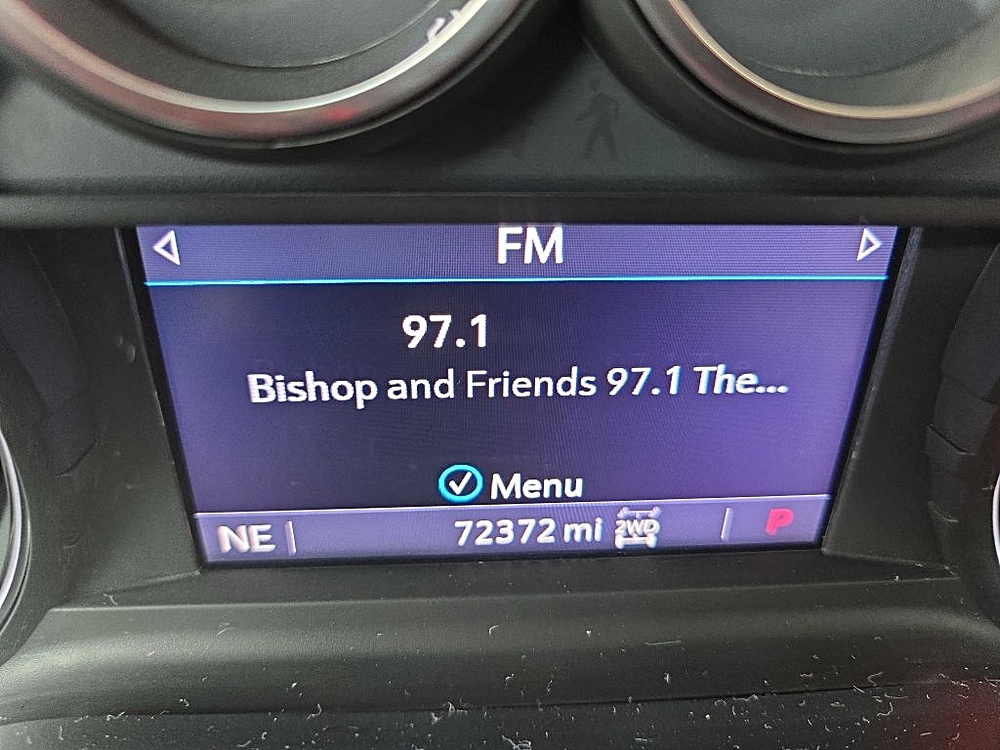 FM
97.1
Bishop and Friends 97.1 The...
Menu
NE 72372 mi 2WD P